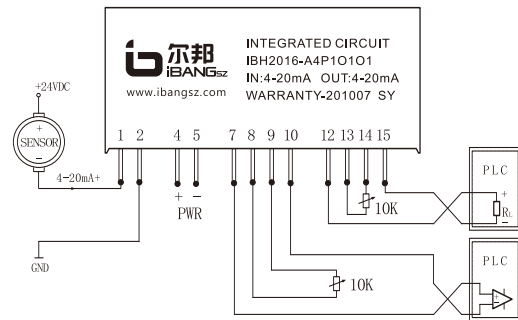 尔邦
iBANGsz
www.ibangsz.com
INTEGRATED CIRCUIT
IBH2016-A4P1O1O1
IN:4-20mA OUT:4-20mA
WARRANTY-201007 SY
+24VDC
+
SENSOR
−
1 2 4 5 7 8 9 10 12 13 14 15
4-20mA+
+ −
PWR
10K
PLC
+
RL
−
GND
10K
PLC
+
−